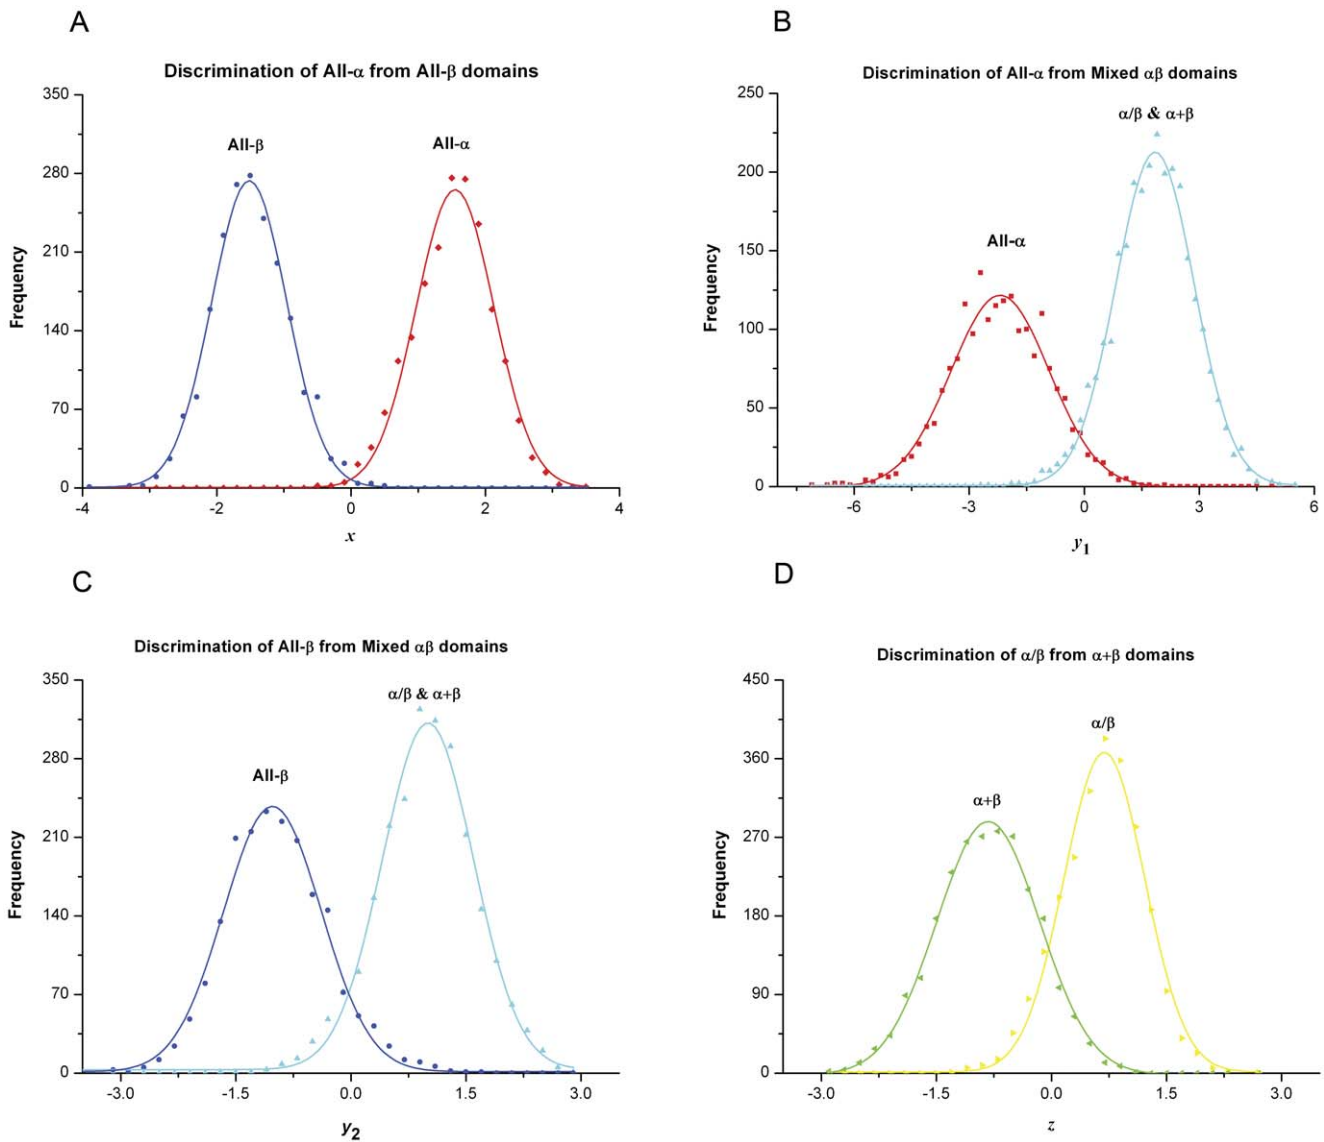 A
Discrimination of All-α from All-β domains
350
280
210
140
70
0
Frequency
All-β
All-α
-4
-2
0
2
4
x
B
Discrimination of All-α from Mixed αβ domains
250
200
150
100
50
0
Frequency
All-α
α/β & α+β
-6
-3
0
3
6
y1
C
Discrimination of All-β from Mixed αβ domains
350
280
210
140
70
0
Frequency
All-β
α/β & α+β
-3.0
-1.5
0.0
1.5
3.0
y2
D
Discrimination of α/β from α+β domains
450
360
270
180
90
0
Frequency
α+β
α/β
-3.0
-1.5
0.0
1.5
3.0
z